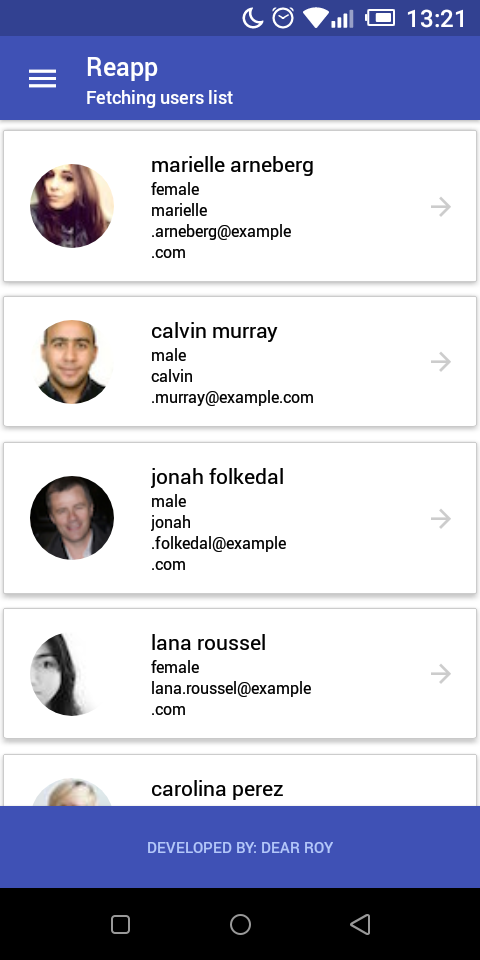 13:21
Reapp
Fetching users list
marielle arneberg
female
marielle
.arneberg@example
.com
calvin murray
male
calvin
.murray@example.com
jonah folkedal
male
jonah
.folkedal@example
.com
lana roussel
female
lana.roussel@example
.com
carolina perez
DEVELOPED BY: DEAR ROY